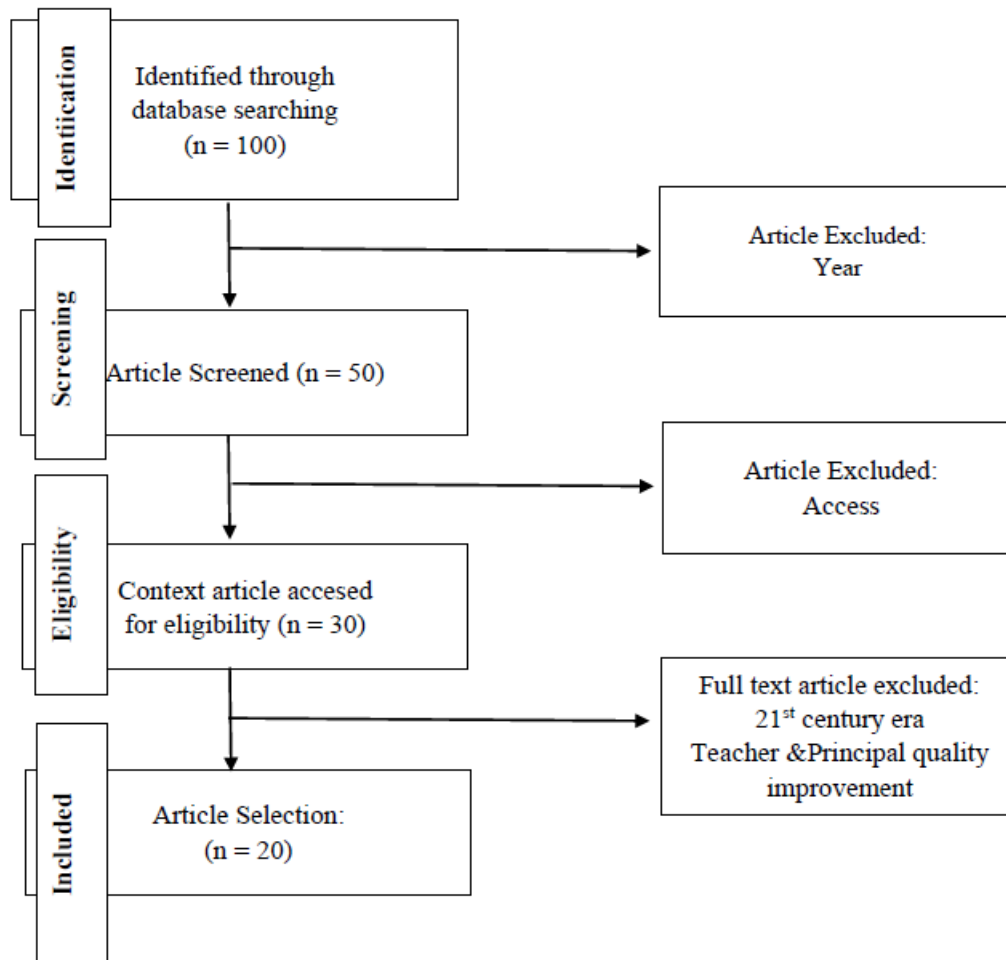 Identiication
Identified through
database searching
(n = 100)
Article Excluded:
Year
Screening
Article Screened (n = 50)
Article Excluded:
Access
Eligibility
Context article accesed
for eligibility (n = 30)
Full text article excluded:
21st century era
Teacher &Principal quality
improvement
Included
Article Selection:
(n = 20)